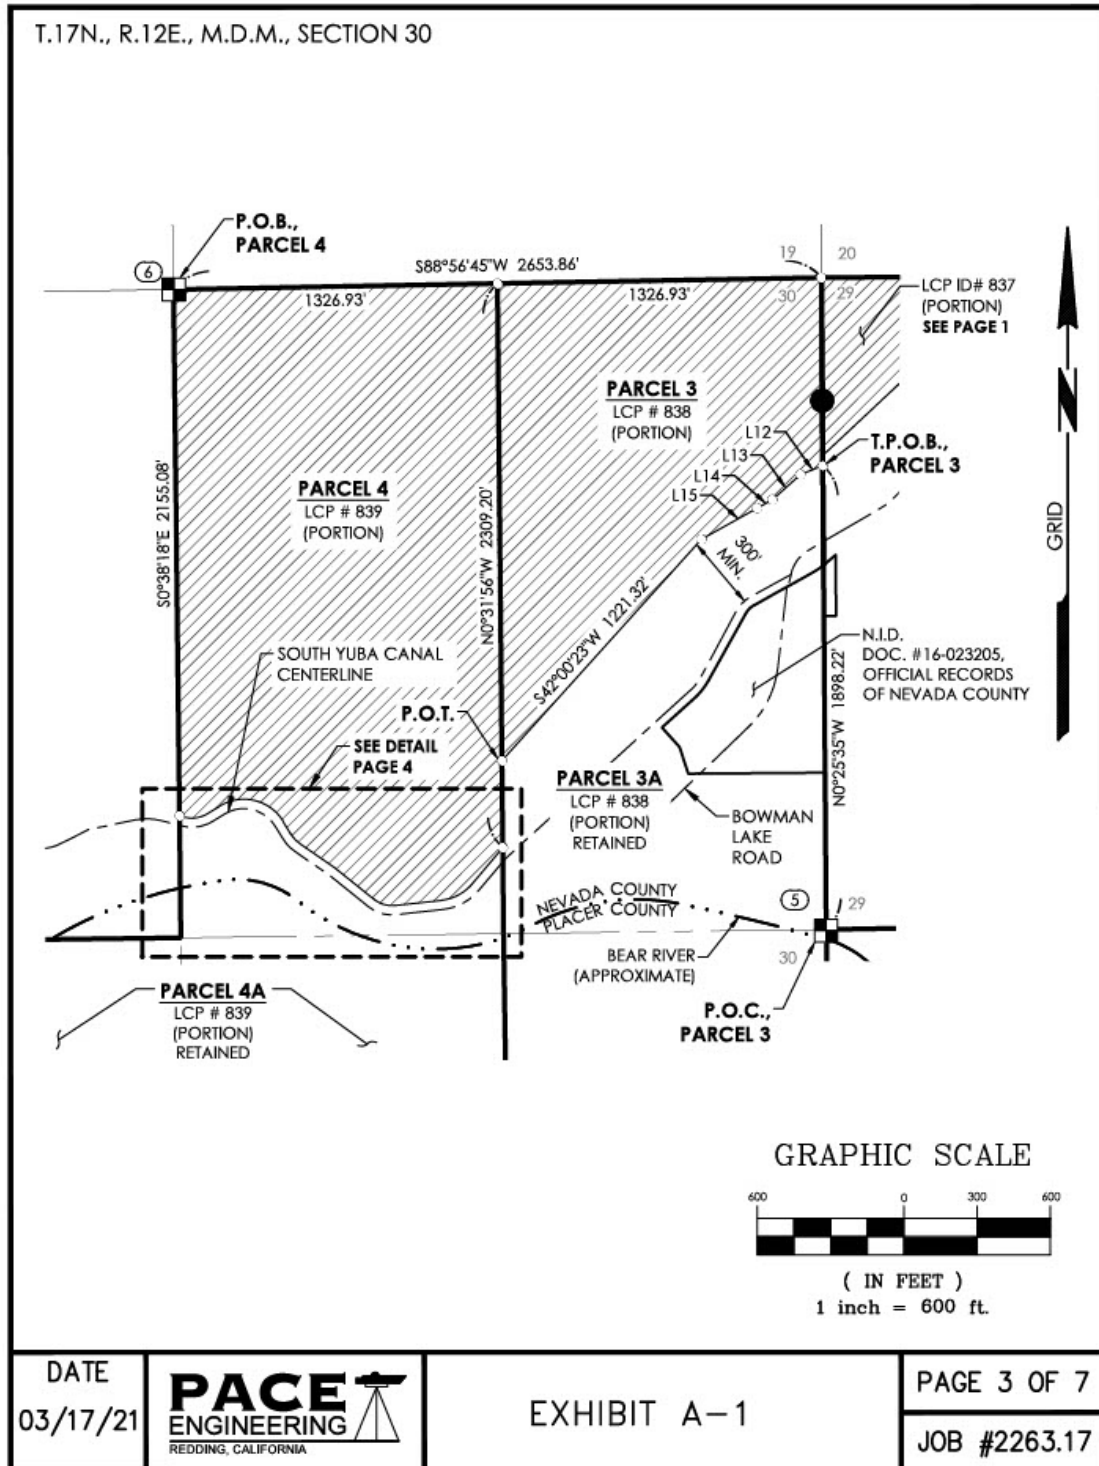 T.17N., R.12E., M.D.M., SECTION 30
P.O.B.,
PARCEL 4
6
S88°56'45"W 2653.86'
1326.93'
1326.93'
19
20
30
29
LCP ID# 837
(PORTION)
SEE PAGE 1
PARCEL 3
LCP # 838
(PORTION)
L12
L13
L14
L15
T.P.O.B.,
PARCEL 3
N
GRID
PARCEL 4
LCP # 839
(PORTION)
S0°38'18"E 2155.08'
N0°31'56"W 2309.20'
300'
MIN.
S42°00'23"W 1221.32'
SOUTH YUBA CANAL
CENTERLINE
P.O.T.
SEE DETAIL
PAGE 4
N.I.D.
DOC. #16-023205,
OFFICIAL RECORDS
OF NEVADA COUNTY
N0°25'35"W 1898.22'
PARCEL 3A
LCP # 838
(PORTION)
RETAINED
BOWMAN
LAKE
ROAD
NEVADA COUNTY
PLACER COUNTY
5
29
30
BEAR RIVER
(APPROXIMATE)
P.O.C.,
PARCEL 3
PARCEL 4A
LCP # 839
(PORTION)
RETAINED
GRAPHIC SCALE
600 0 300 600
( IN FEET )
1 inch = 600 ft.
DATE
03/17/21
PACE
ENGINEERING
REDDING, CALIFORNIA
EXHIBIT A-1
PAGE 3 OF 7
JOB #2263.17